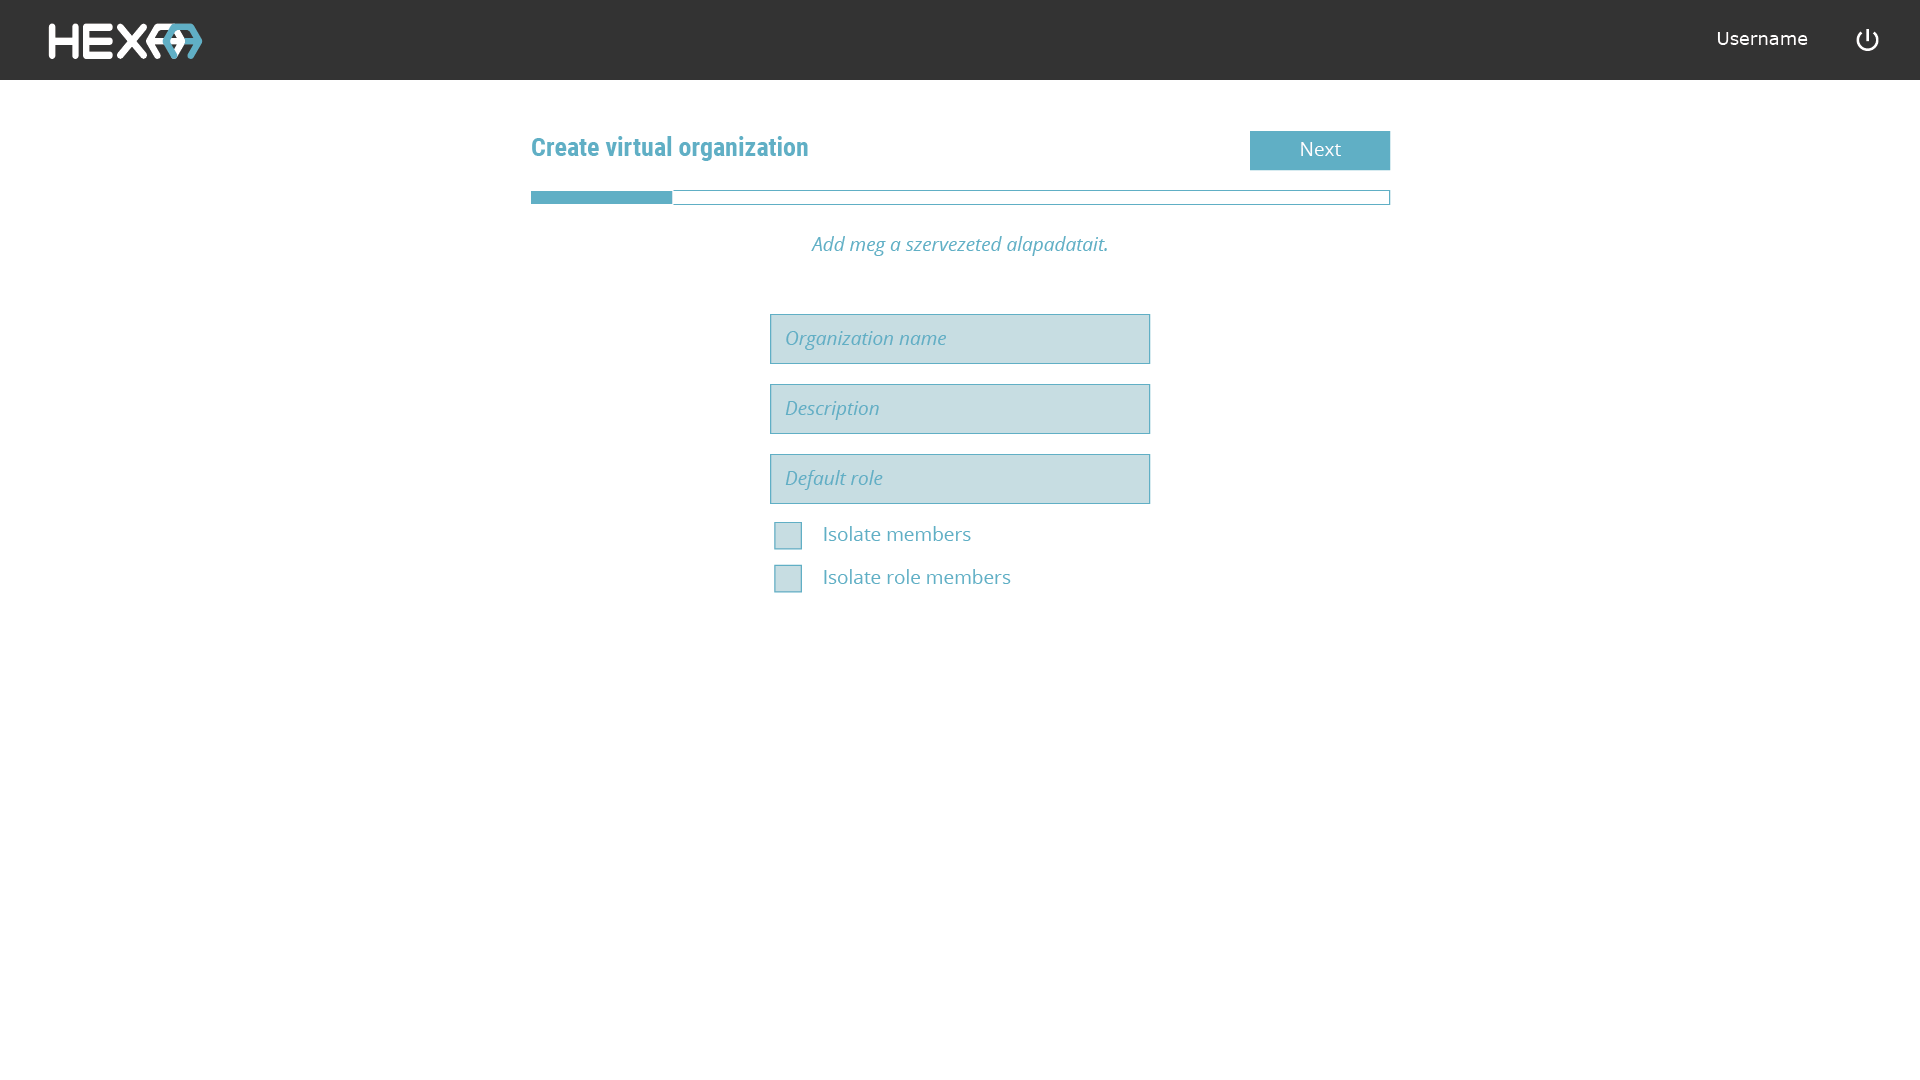 HEXAA
Username
Create virtual organization
Next
Add meg a szervezeted alapadatait.
Organization name
Description
Default role
Isolate members
Isolate role members